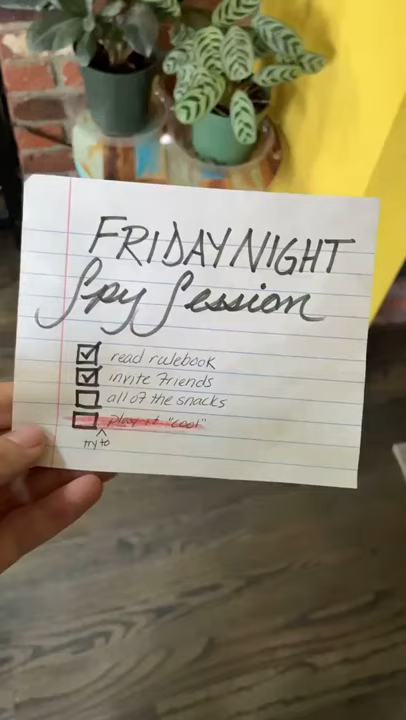 FRIDAY NIGHT
Spy Session
read rulebook
invite friends
all of the snacks
play it "cool"
try to